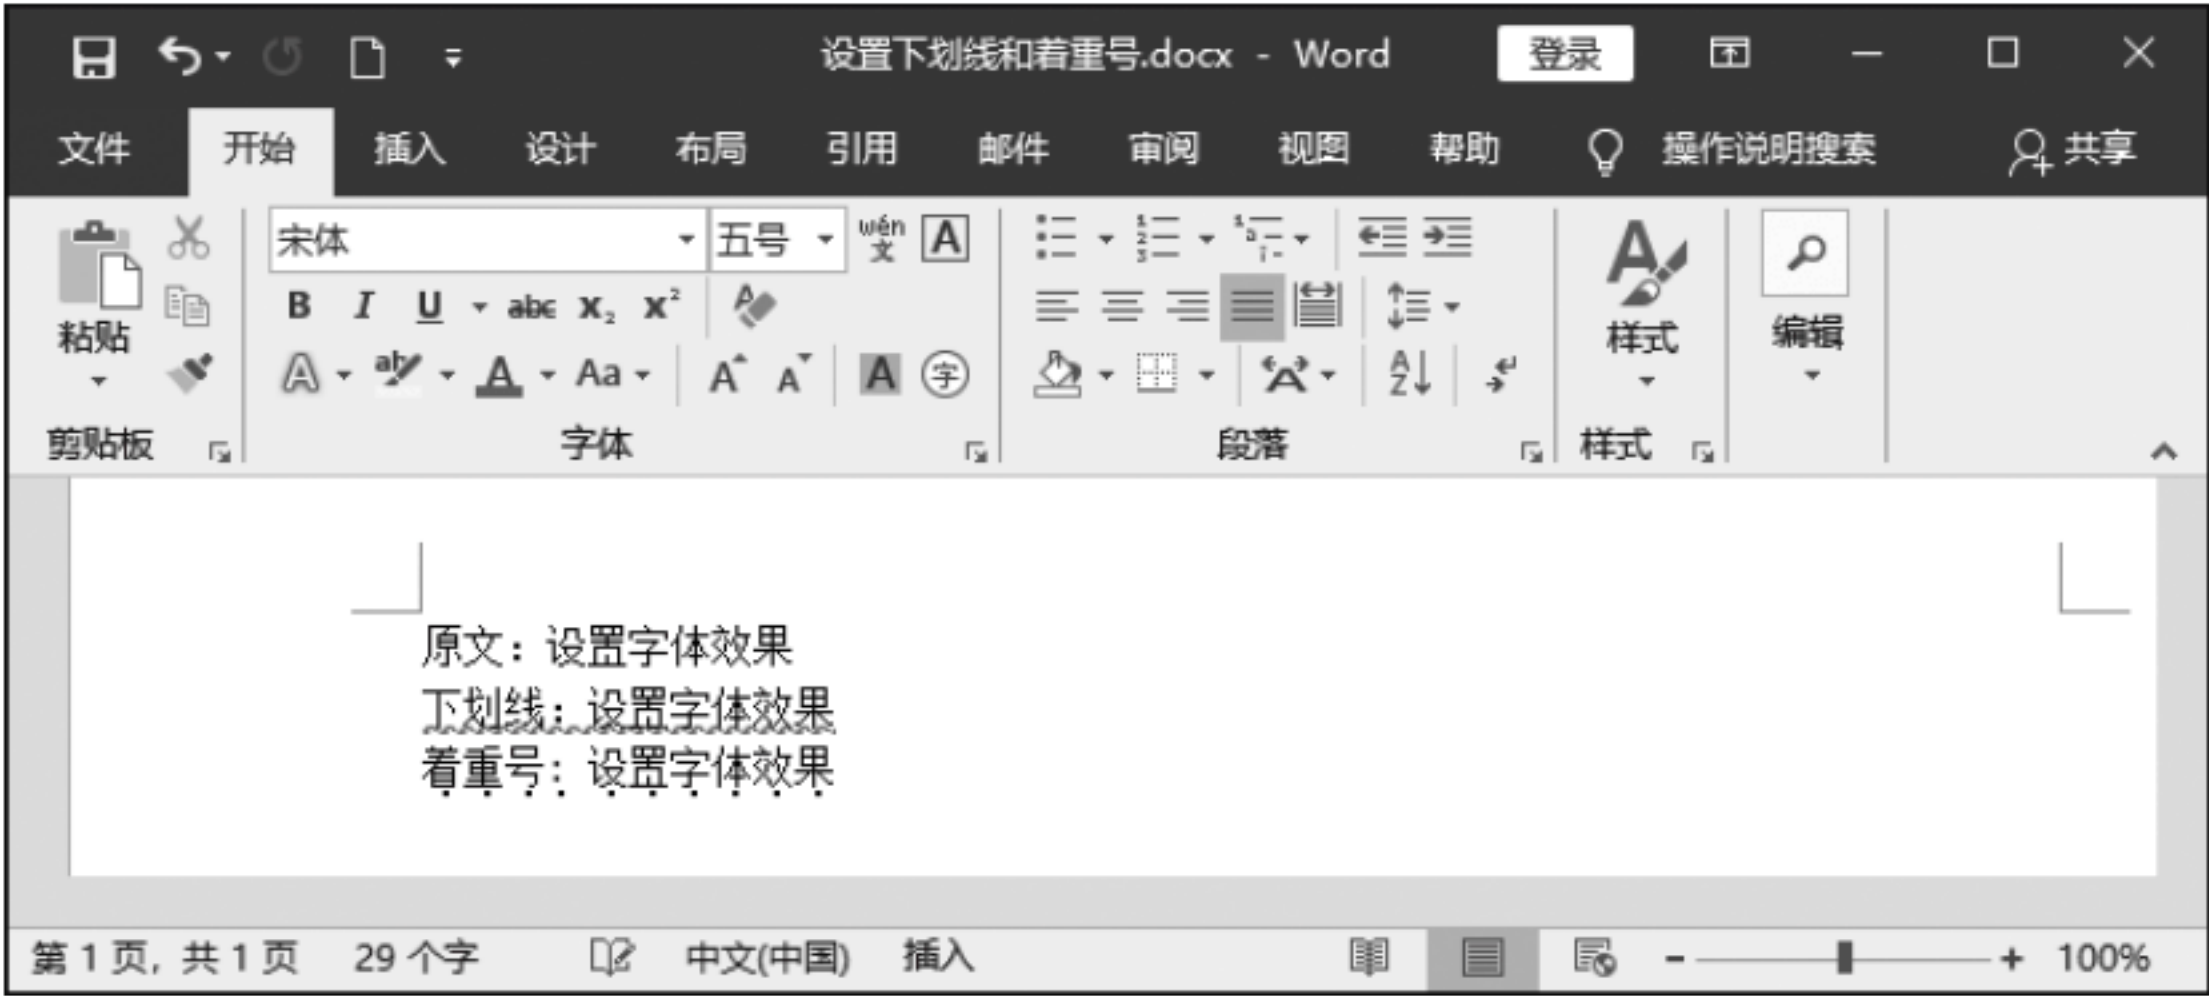 设置下划线和着重号.docx - Word 登录
文件 开始 插入 设计 布局 引用 邮件 审阅 视图 帮助 操作说明搜索 共享
宋体 五号 wén 文 A
B I U abc X₂ X²
粘贴 样式 编辑
A aby A Aa A A A 字 A AZ
剪贴板 字体 段落 样式
原文：设置字体效果
下划线：设置字体效果
着重号：设置字体效果
第 1 页, 共 1 页 29 个字 中文(中国) 插入 100%